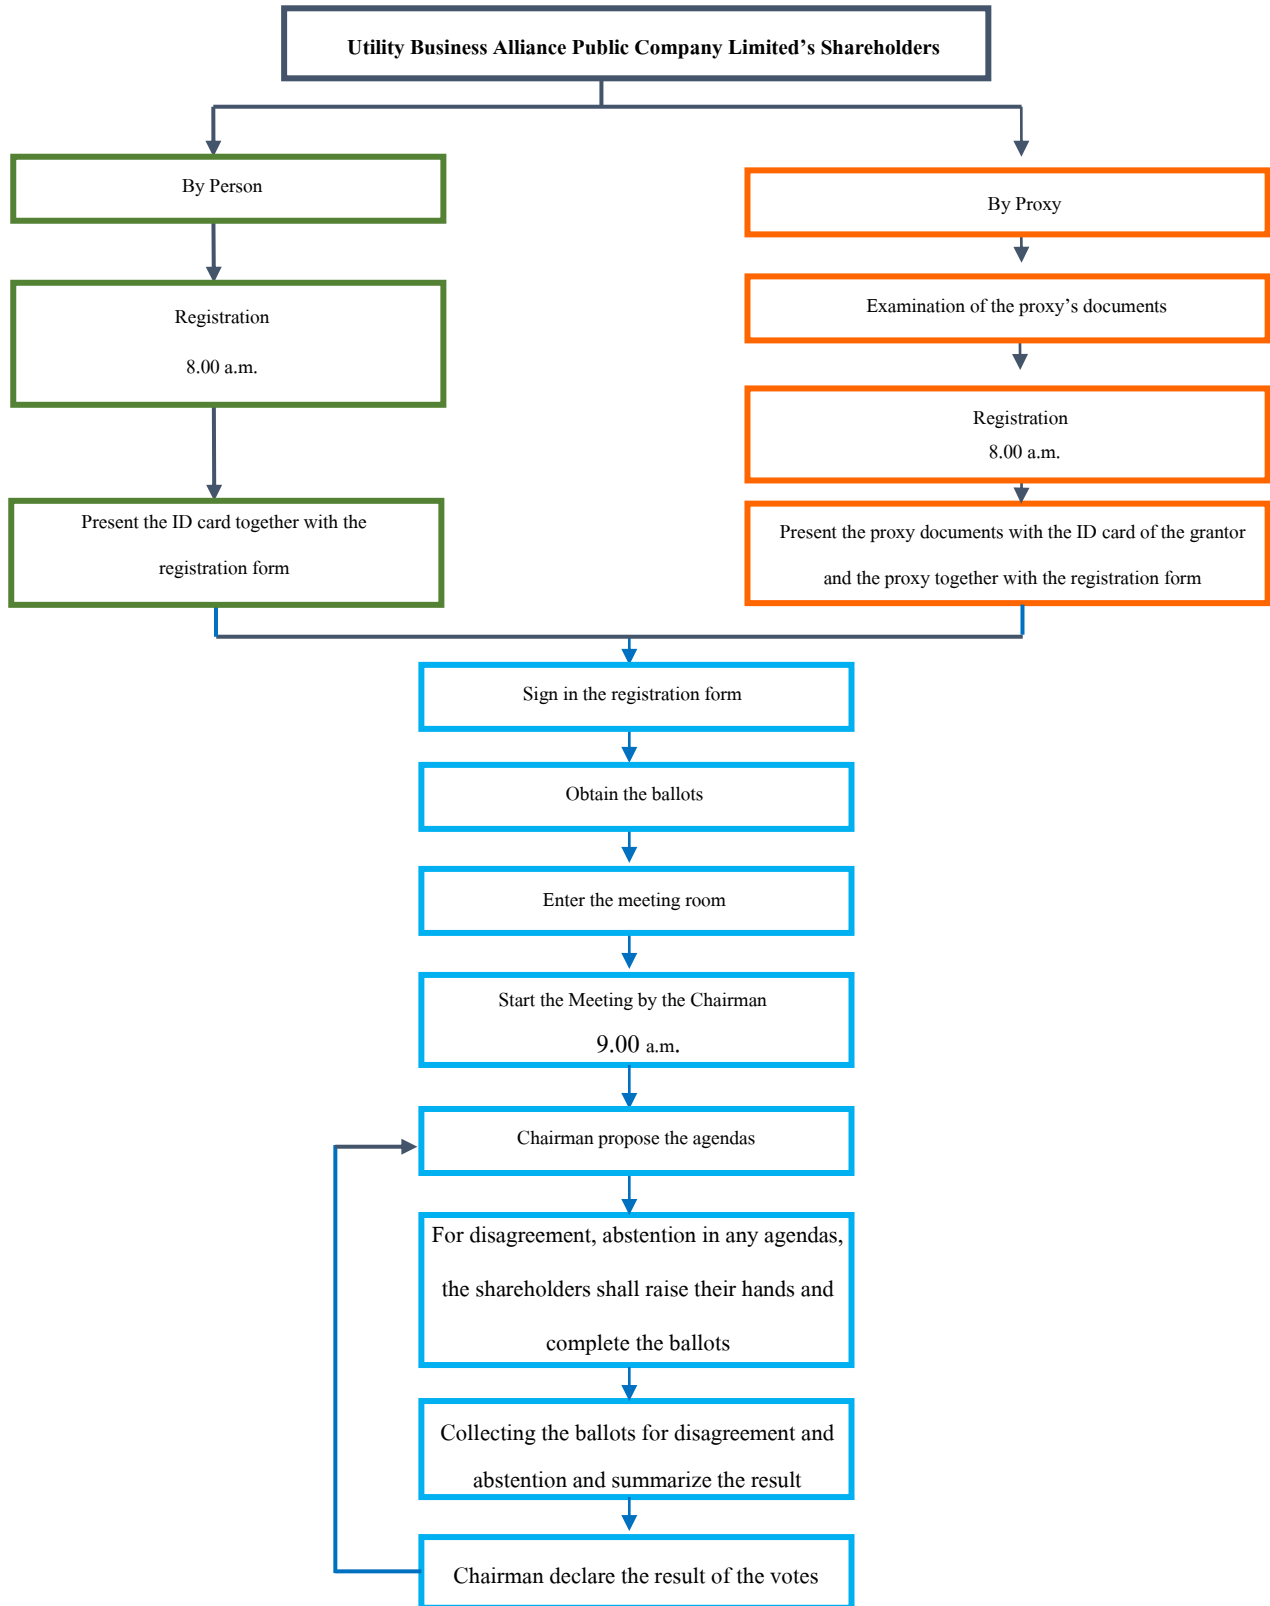 Utility Business Alliance Public Company Limited's Shareholders
By Person
Registration
8.00 a.m.
Present the ID card together with the
registration form
By Proxy
Examination of the proxy's documents
Registration
8.00 a.m.
Present the proxy documents with the ID card of the grantor
and the proxy together with the registration form
Sign in the registration form
Obtain the ballots
Enter the meeting room
Start the Meeting by the Chairman
9.00 a.m.
Chairman propose the agendas
For disagreement, abstention in any agendas,
the shareholders shall raise their hands and
complete the ballots
Collecting the ballots for disagreement and
abstention and summarize the result
Chairman declare the result of the votes